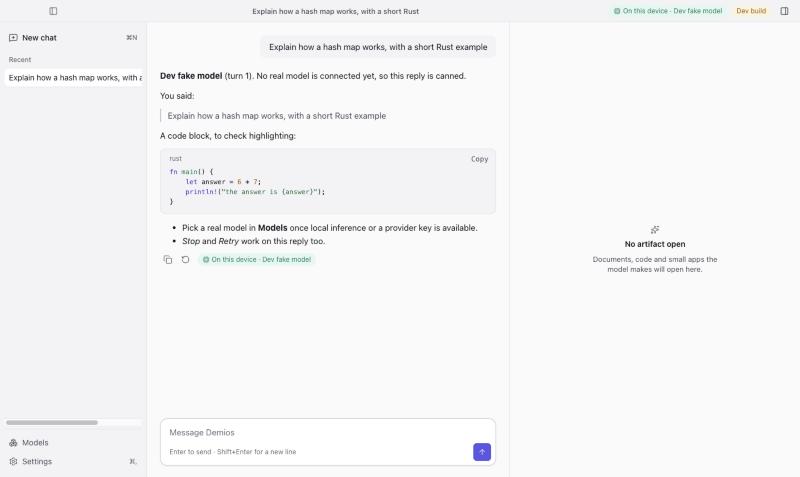 Explain how a hash map works, with a short Rust
On this device · Dev fake model
Dev build
New chat
⌘N
Recent
Explain how a hash map works, with a
Explain how a hash map works, with a short Rust example
Dev fake model (turn 1). No real model is connected yet, so this reply is canned.
You said:
Explain how a hash map works, with a short Rust example
A code block, to check highlighting:
rust
Copy
fn main() {
    let answer = 6 + 7;
    println!("the answer is {answer}");
}
• Pick a real model in Models once local inference or a provider key is available.
• Stop and Retry work on this reply too.
On this device · Dev fake model
No artifact open
Documents, code and small apps the
model makes will open here.
Message Demios
Enter to send · Shift+Enter for a new line
Models
Settings
⌘,